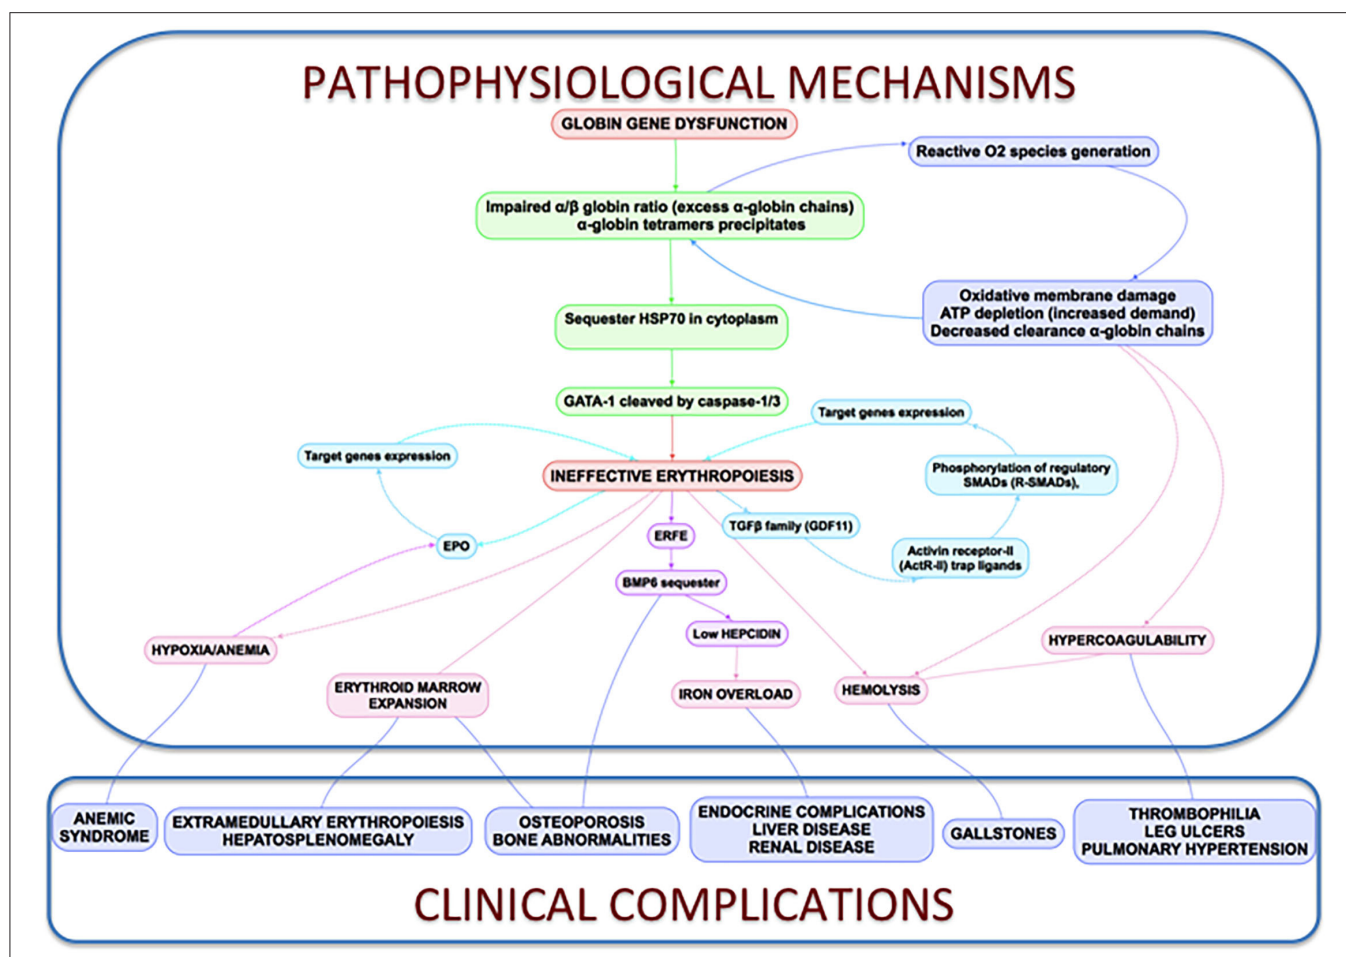 PATHOPHYSIOLOGICAL MECHANISMS
GLOBIN GENE DYSFUNCTION
Reactive O2 species generation
Impaired α/β globin ratio (excess α-globin chains)
α-globin tetramers precipitates
Oxidative membrane damage
ATP depletion (increased demand)
Decreased clearance α-globin chains
Sequester HSP70 in cytoplasm
GATA-1 cleaved by caspase-1/3
Target genes expression
Target genes expression
INEFFECTIVE ERYTHROPOIESIS
Phosphorylation of regulatory
SMADs (R-SMADs),
TGFβ family (GDF11)
ERFE
EPO
Activin receptor-II
(ActR-II) trap ligands
BMP6 sequester
Low HEPCIDIN
HYPOXIA/ANEMIA
HYPERCOAGULABILITY
ERYTHROID MARROW
EXPANSION
IRON OVERLOAD
HEMOLYSIS
ANEMIC
SYNDROME
EXTRAMEDULLARY ERYTHROPOIESIS
HEPATOSPLENOMEGALY
OSTEOPOROSIS
BONE ABNORMALITIES
ENDOCRINE COMPLICATIONS
LIVER DISEASE
RENAL DISEASE
GALLSTONES
THROMBOPHILIA
LEG ULCERS
PULMONARY HYPERTENSION
CLINICAL COMPLICATIONS